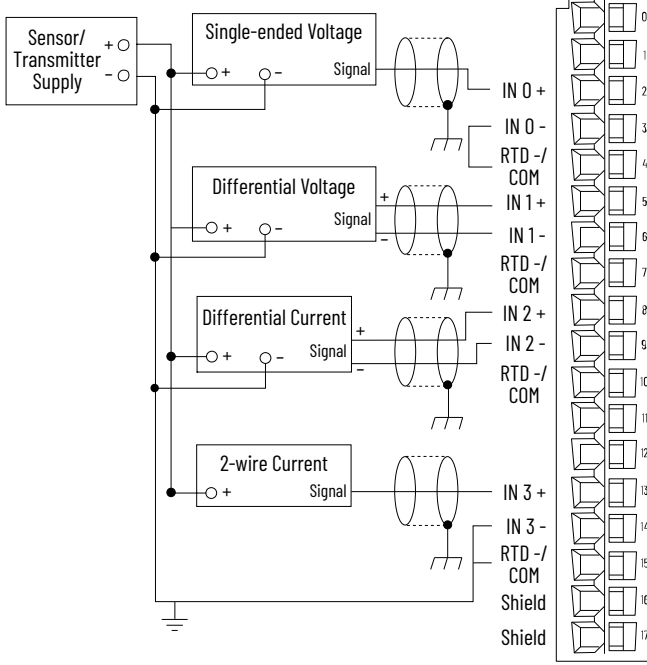 Sensor/
Transmitter
Supply
+
-
Single-ended Voltage
+ - Signal
Differential Voltage
+ - Signal
+
-
Differential Current
+ - Signal
+
-
2-wire Current
+ Signal
IN 0 +
IN 0 -
RTD -/
COM
IN 1 +
IN 1 -
RTD -/
COM
IN 2 +
IN 2 -
RTD -/
COM
IN 3 +
IN 3 -
RTD -/
COM
Shield
Shield
0
1
2
3
4
5
6
7
8
9
10
11
12
13
14
15
16
17